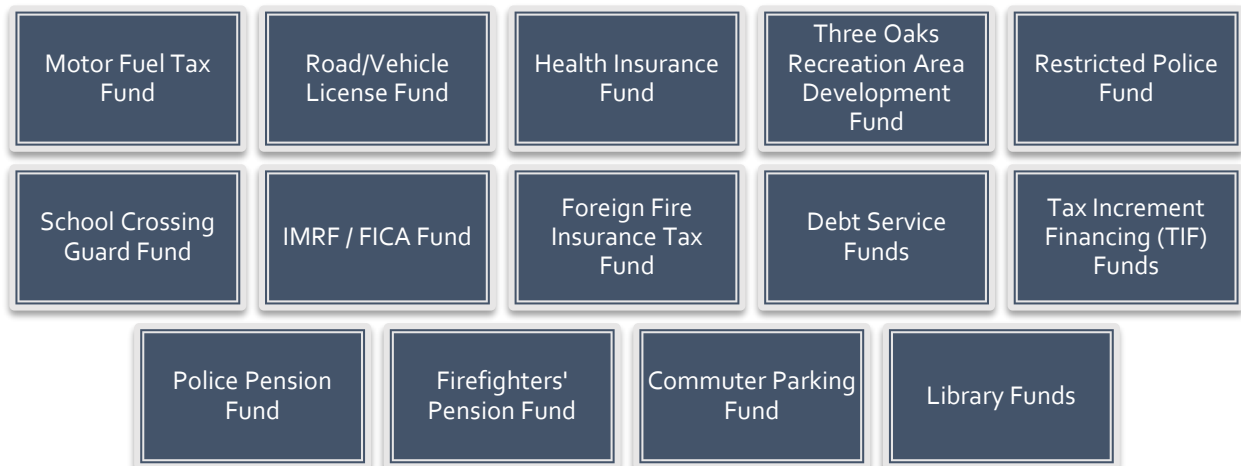 Motor Fuel Tax
Fund
Road/Vehicle
License Fund
Health Insurance
Fund
Three Oaks
Recreation Area
Development
Fund
Restricted Police
Fund
School Crossing
Guard Fund
IMRF / FICA Fund
Foreign Fire
Insurance Tax
Fund
Debt Service
Funds
Tax Increment
Financing (TIF)
Funds
Police Pension
Fund
Firefighters'
Pension Fund
Commuter Parking
Fund
Library Funds